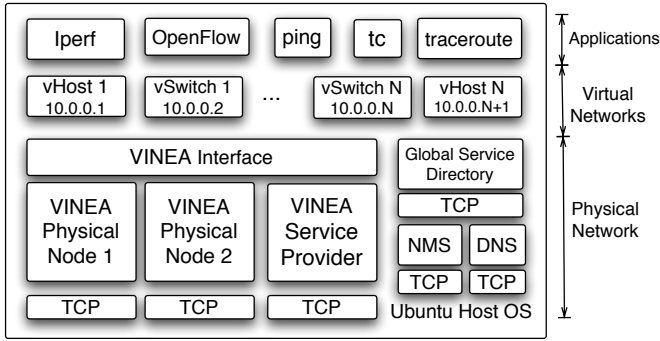 Iperf
OpenFlow
ping
tc
traceroute
Applications
vHost 1
10.0.0.1
vSwitch 1
10.0.0.2
...
vSwitch N
10.0.0.N
vHost N
10.0.0.N+1
Virtual
Networks
VINEA Interface
Global Service
Directory
TCP
VINEA
Physical
Node 1
VINEA
Physical
Node 2
VINEA
Service
Provider
NMS
DNS
Physical
Network
TCP
TCP
TCP
TCP
TCP
Ubuntu Host OS